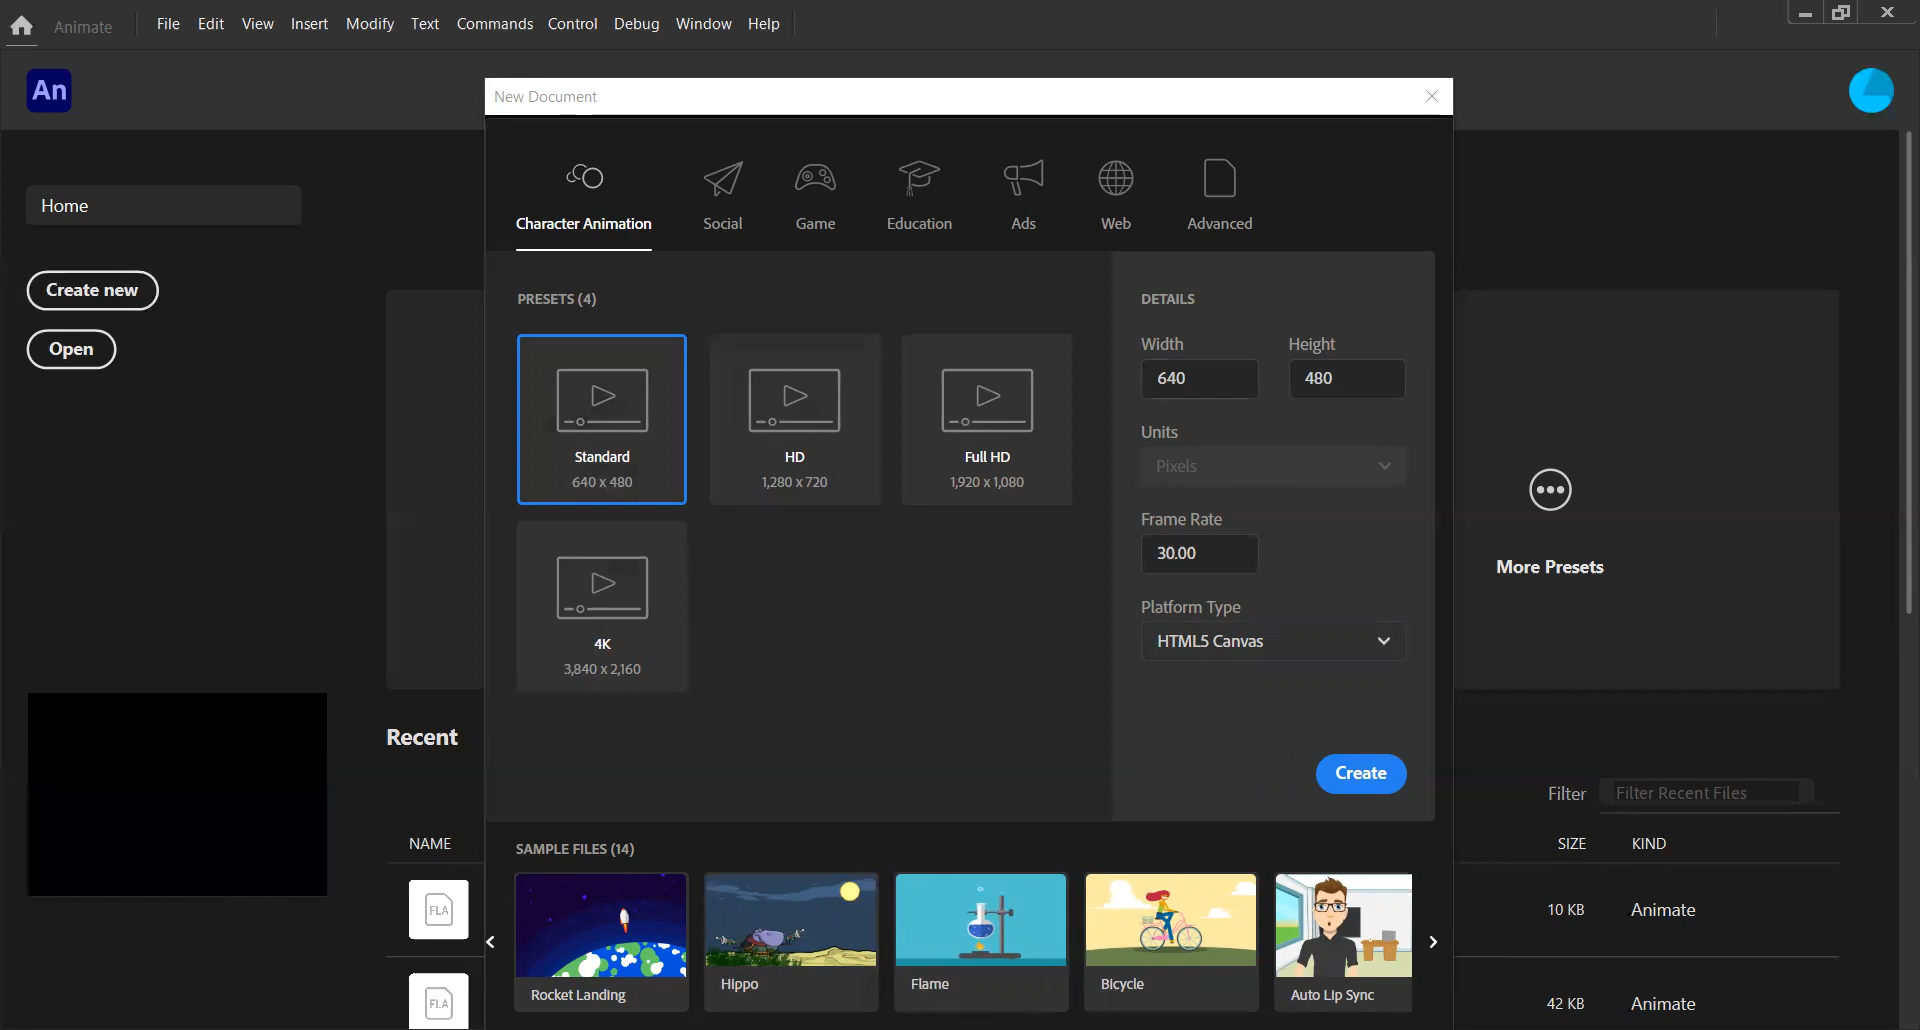 Animate File Edit View Insert Modify Text Commands Control Debug Window Help
An
New Document
Home
Create new
Open
Character Animation Social Game Education Ads Web Advanced
PRESETS (4)
Standard
640 x 480
HD
1,280 x 720
Full HD
1,920 x 1,080
4K
3,840 x 2,160
DETAILS
Width Height
640 480
Units
Pixels
Frame Rate
30.00
Platform Type
HTML5 Canvas
Create
More Presets
Recent
Filter Filter Recent Files
NAME SIZE KIND
FLA 10 KB Animate
FLA 42 KB Animate
SAMPLE FILES (14)
Rocket Landing
Hippo
Flame
Bicycle
Auto Lip Sync